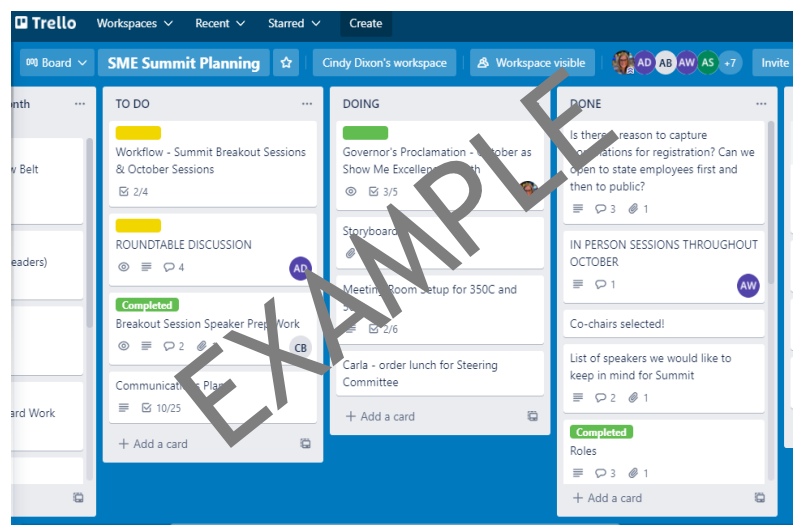 Trello Workspaces Recent Starred Create
Board SME Summit Planning Cindy Dixon's workspace Workspace visible AD AB AW AS +7 Invite
nth
w Belt
eaders)
ard Work
TO DO
Workflow - Summit Breakout Sessions
& October Sessions
2/4
ROUNDTABLE DISCUSSION
4 AD
Completed
Breakout Session Speaker Prep Work
2 CB
Communications Plan
10/25
+ Add a card
DOING
Governor's Proclamation - October as
Show Me Excellence
3/5
Storyboard
Meeting Room Setup for 350C and
2/6
Carla - order lunch for Steering
Committee
+ Add a card
DONE
Is there reason to capture
for registration? Can we
open to state employees first and
then to public?
3 1
IN PERSON SESSIONS THROUGHOUT
OCTOBER
1 AW
Co-chairs selected!
List of speakers we would like to
keep in mind for Summit
2 1
Completed
Roles
3 1
+ Add a card
EXAMPLE